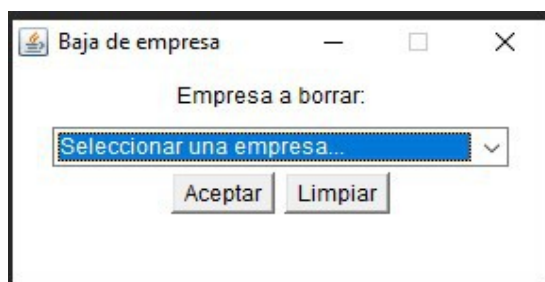 Baja de empresa
Empresa a borrar:
Seleccionar una empresa...
Aceptar Limpiar